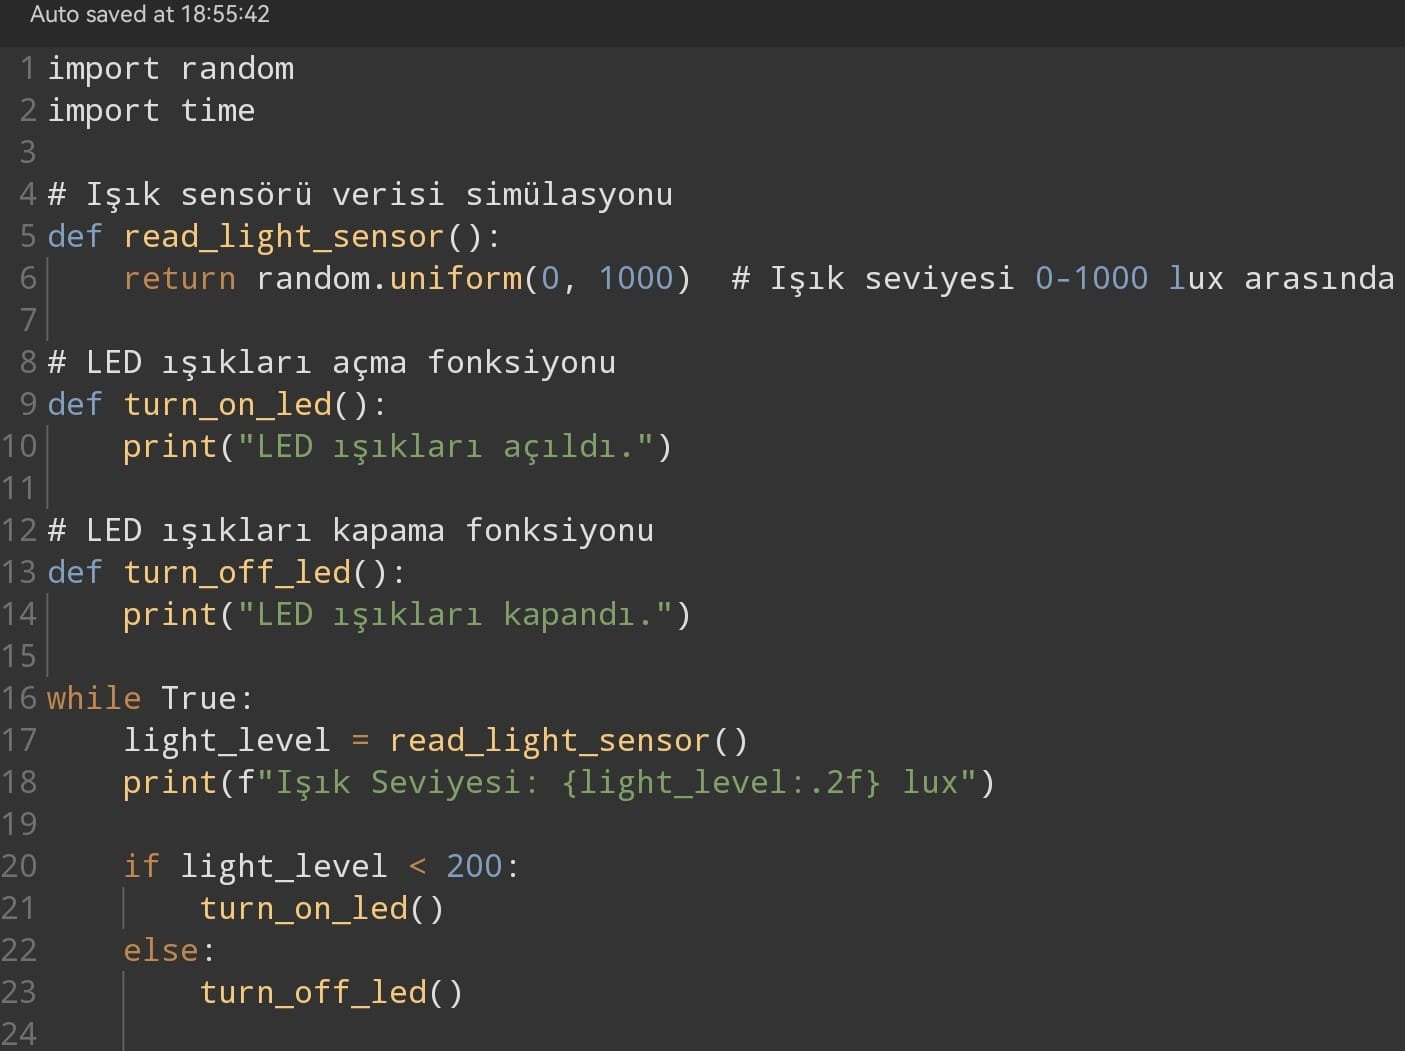 Auto saved at 18:55:42
1 import random
2 import time
3
4 # Işık sensörü verisi simülasyonu
5 def read_light_sensor():
6     return random.uniform(0, 1000)  # Işık seviyesi 0-1000 lux arasında
7
8 # LED ışıkları açma fonksiyonu
9 def turn_on_led():
10     print("LED ışıkları açıldı.")
11
12 # LED ışıkları kapama fonksiyonu
13 def turn_off_led():
14     print("LED ışıkları kapandı.")
15
16 while True:
17     light_level = read_light_sensor()
18     print(f"Işık Seviyesi: {light_level:.2f} lux")
19
20     if light_level < 200:
21         turn_on_led()
22     else:
23         turn_off_led()
24